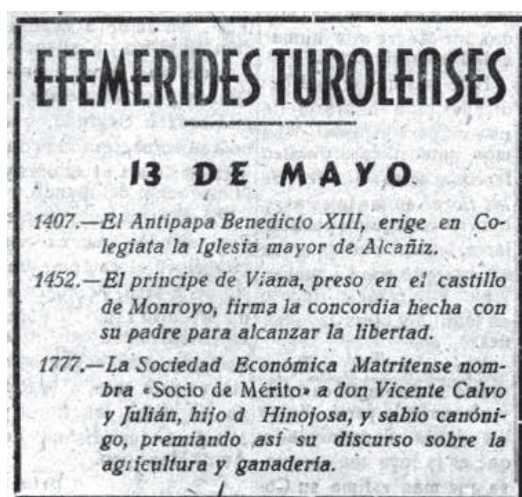 EFEMERIDES TUROLENSES
13 DE MAYO
1407.—El Antipapa Benedicto XIII, erige en Co-
legiata la Iglesia mayor de Alcañiz.
1452.—El príncipe de Viana, preso en el castillo
de Monroyo, firma la concordia hecha con
su padre para alcanzar la libertad.
1777.—La Sociedad Económica Matritense nom-
bra «Socio de Mérito» a don Vicente Calvo
y Julián, hijo d Hinojosa, y sabio canóni-
go, premiando así su discurso sobre la
agricultura y ganadería.